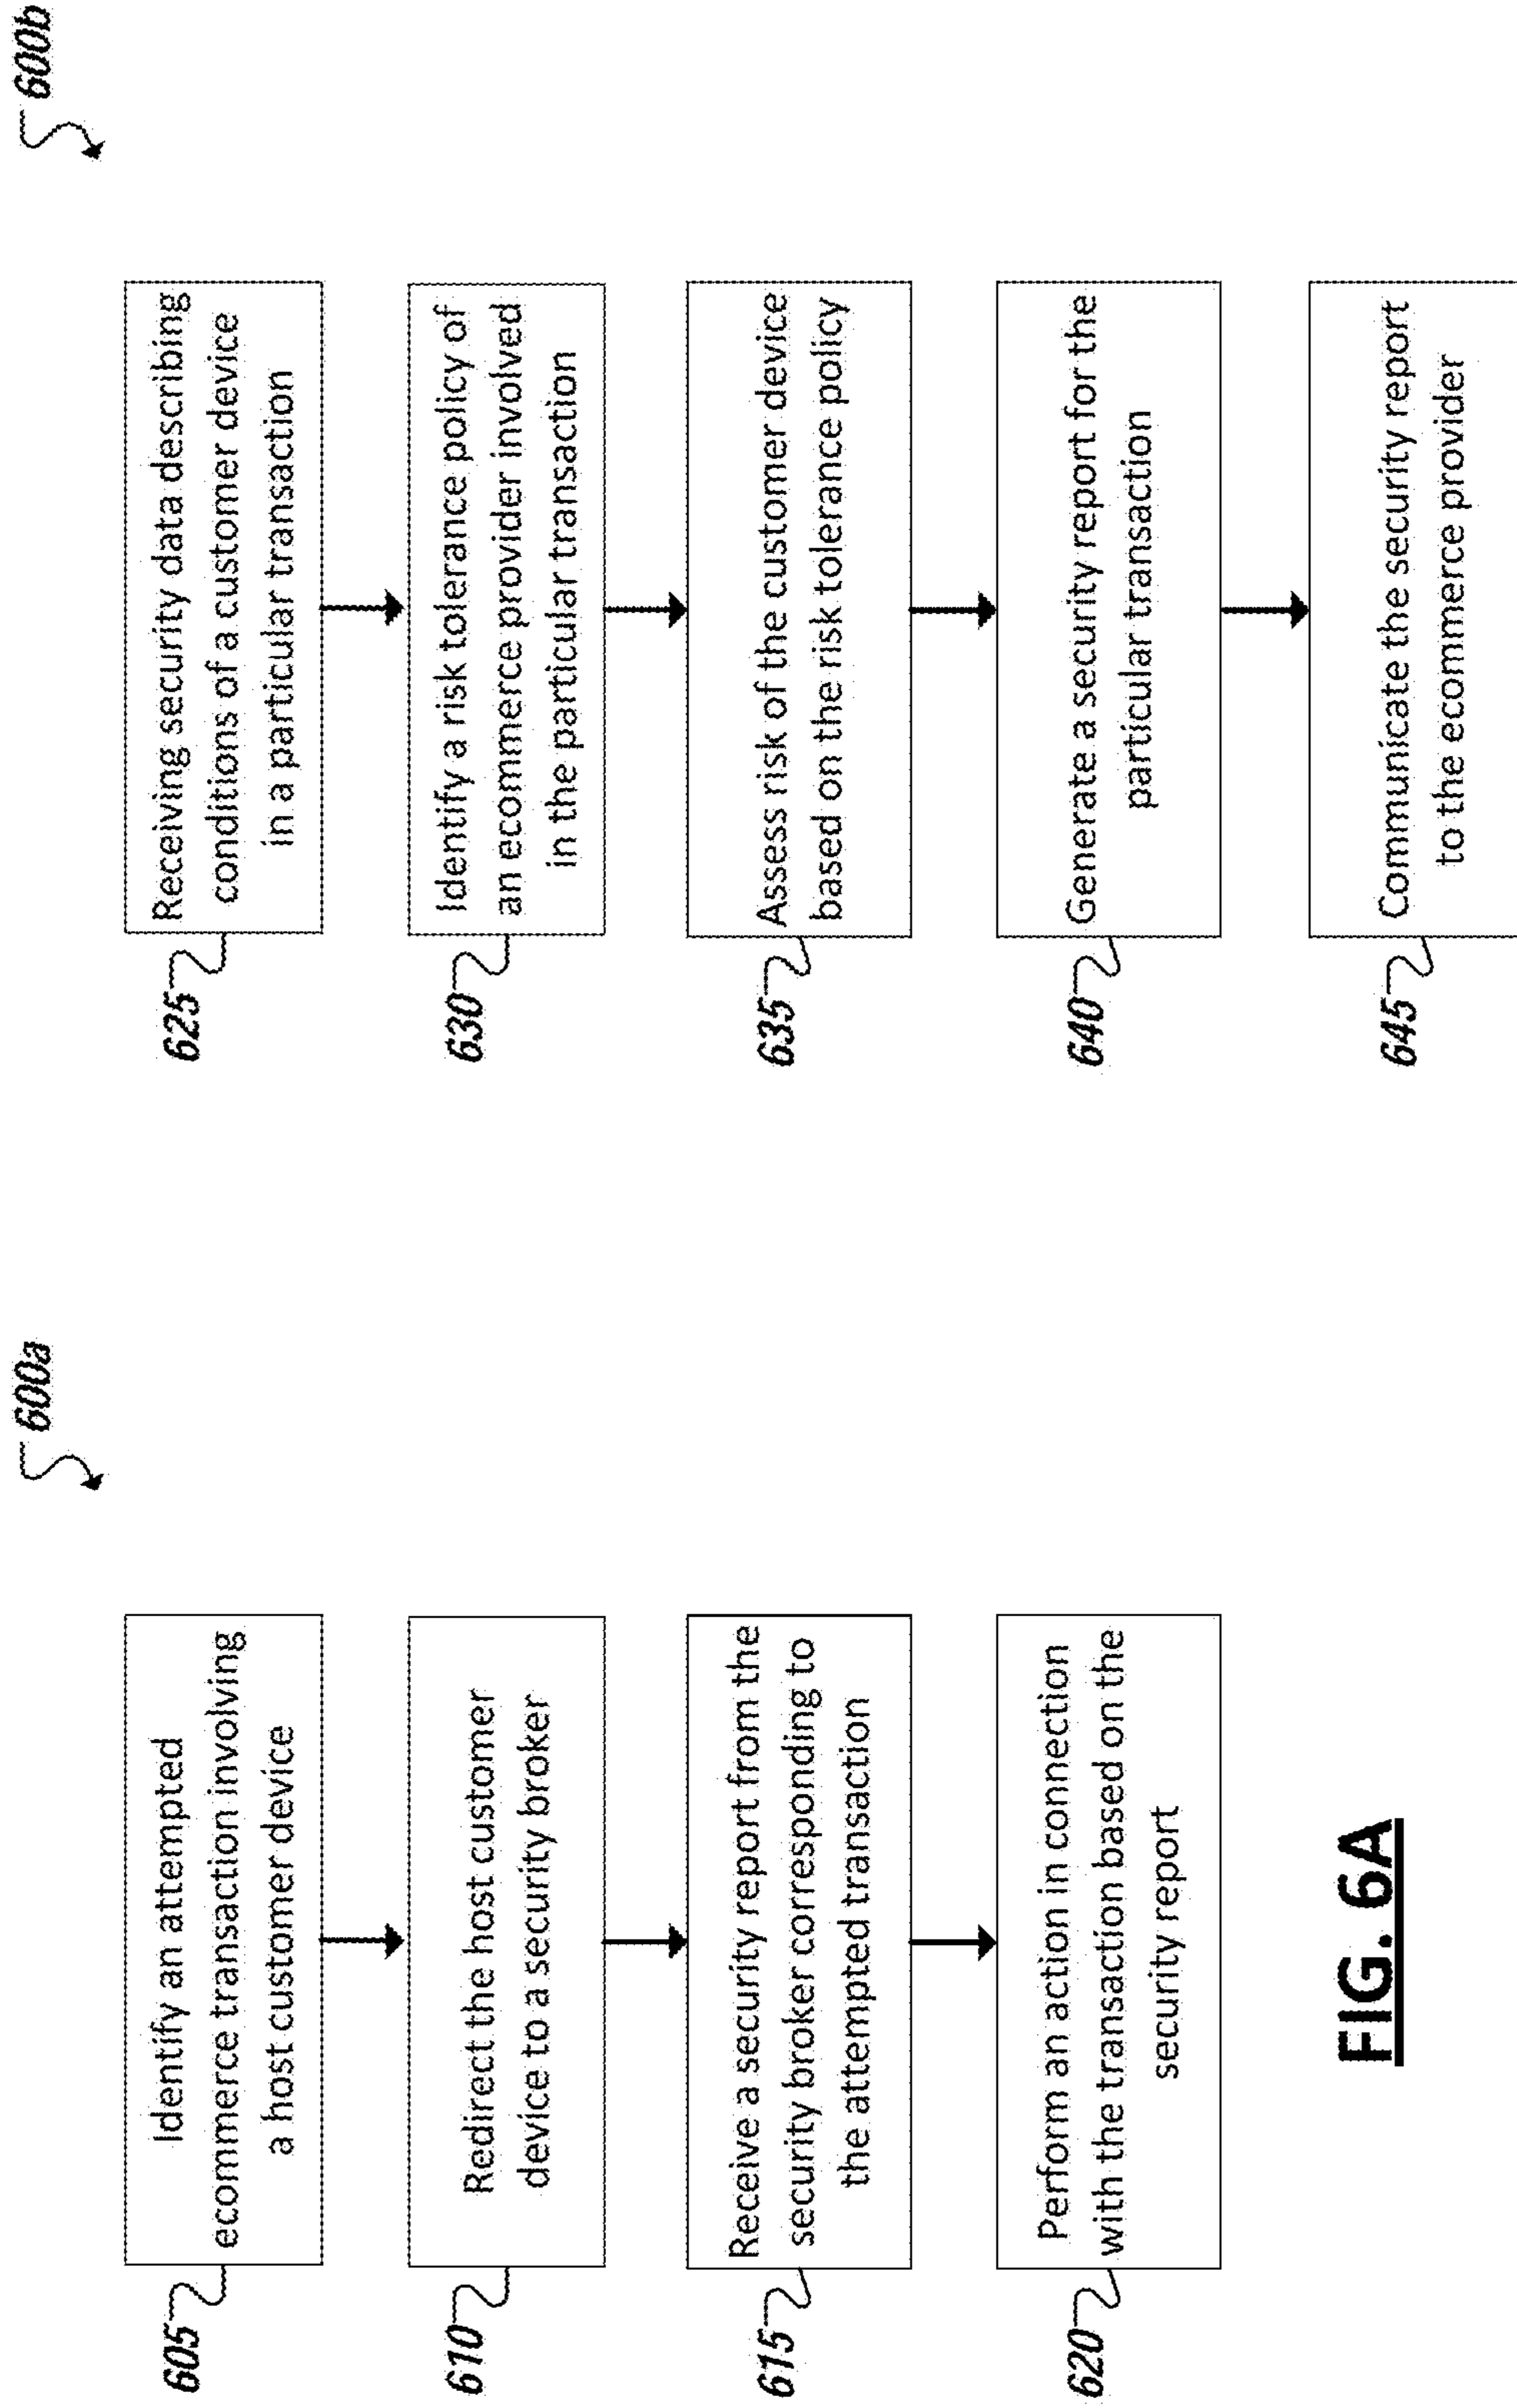 600a
605
Identify an attempted
ecommerce transaction involving
a host customer device
610
Redirect the host customer
device to a security broker
615
Receive a security report from the
security broker corresponding to
the attempted transaction
620
Perform an action in connection
with the transaction based on the
security report
FIG. 6A
600b
625
Receiving security data describing
conditions of a customer device
in a particular transaction
630
Identify a risk tolerance policy of
an ecommerce provider involved
in the particular transaction
635
Assess risk of the customer device
based on the risk tolerance policy
640
Generate a security report for the
particular transaction
645
Communicate the security report
to the ecommerce provider